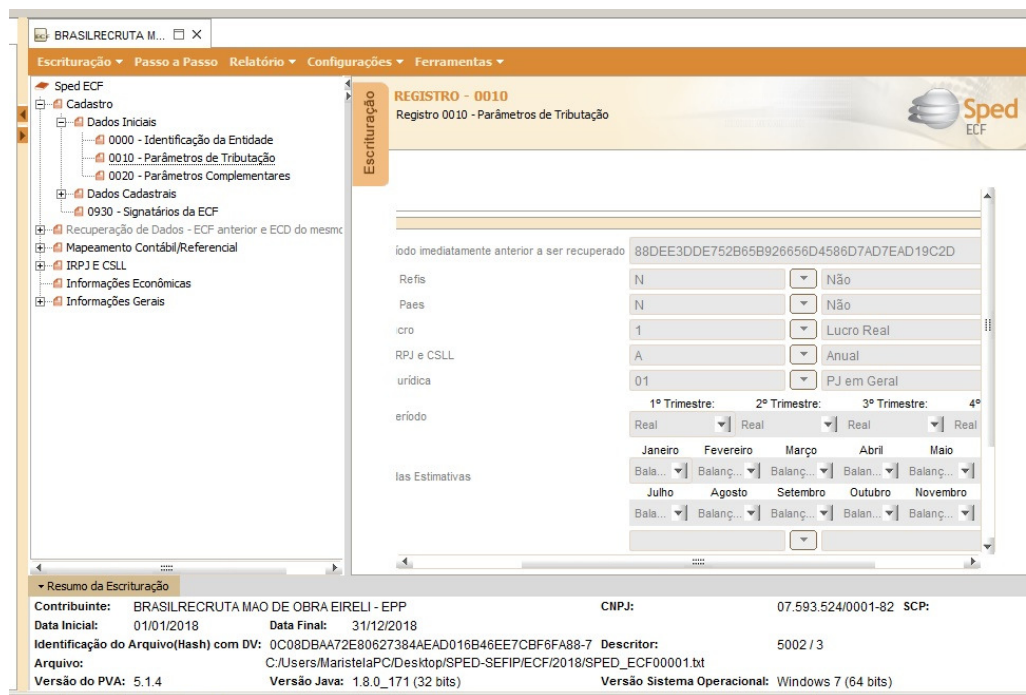 BRASILRECRUTA M...
Escrituração Passo a Passo Relatório Configurações Ferramentas
Sped ECF
Cadastro
Dados Iniciais
0000 - Identificação da Entidade
0010 - Parâmetros de Tributação
0020 - Parâmetros Complementares
Dados Cadastrais
0930 - Signatários da ECF
Recuperação de Dados - ECF anterior e ECD do mesmo
Mapeamento Contábil/Referencial
IRPJ E CSLL
Informações Econômicas
Informações Gerais
Escrituração
REGISTRO - 0010
Registro 0010 - Parâmetros de Tributação
Sped
ECF
íodo imediatamente anterior a ser recuperado 88DEE3DDE752B65B926656D4586D7AD7EAD19C2D
Refis N Não
Paes N Não
cro 1 Lucro Real
RPJ e CSLL A Anual
urídica 01 PJ em Geral
1º Trimestre: 2º Trimestre: 3º Trimestre: 4º
eríodo Real Real Real Real
Janeiro Fevereiro Março Abril Maio
Bala... Balanç... Balanç... Balan... Balanç...
das Estimativas
Julho Agosto Setembro Outubro Novembro
Bala... Balanç... Balanç... Balan... Balanç...
Resumo da Escrituração
Contribuinte: BRASILRECRUTA MAO DE OBRA EIRELI - EPP CNPJ: 07.593.524/0001-82 SCP:
Data Inicial: 01/01/2018 Data Final: 31/12/2018
Identificação do Arquivo(Hash) com DV: 0C08DBAA72E80627384AEAD016B46EE7CBF6FA88-7 Descritor: 5002 / 3
Arquivo: C:/Users/MaristelaPC/Desktop/SPED-SEFIP/ECF/2018/SPED_ECF00001.txt
Versão do PVA: 5.1.4 Versão Java: 1.8.0_171 (32 bits) Versão Sistema Operacional: Windows 7 (64 bits)